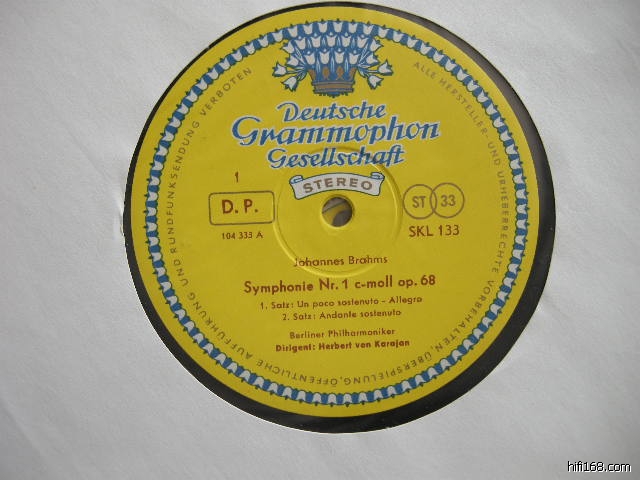 Deutsche
Grammophon
Gesellschaft
STEREO
1
D. P.
104 333 A
ST 33
SKL 133
Johannes Brahms
Symphonie Nr. 1 c-moll op. 68
1. Satz: Un poco sostenuto - Allegro
2. Satz: Andante sostenuto
Berliner Philharmoniker
Dirigent: Herbert von Karajan
ALLE HERSTELLER- UND URHEBERRECHTE VORBEHALTEN, ÜBERSPIELUNG, ÖFFENTLICHE AUFFÜHRUNG UND RUNDFUNKSENDUNG VERBOTEN
hifi168.com